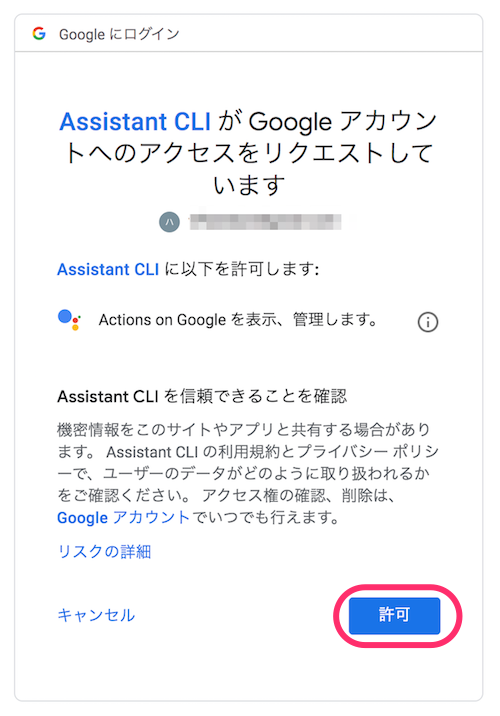 Google にログイン
Assistant CLI が Google アカウン
トへのアクセスをリクエストして
います
ハ
Assistant CLI に以下を許可します:
Actions on Google を表示、管理します。
Assistant CLI を信頼できることを確認
機密情報をこのサイトやアプリと共有する場合があり
ます。 Assistant CLI の利用規約とプライバシー ポリシ
ーで、ユーザーのデータがどのように取り扱われるか
をご確認ください。 アクセス権の確認、削除は、
Google アカウントでいつでも行えます。
リスクの詳細
キャンセル
許可